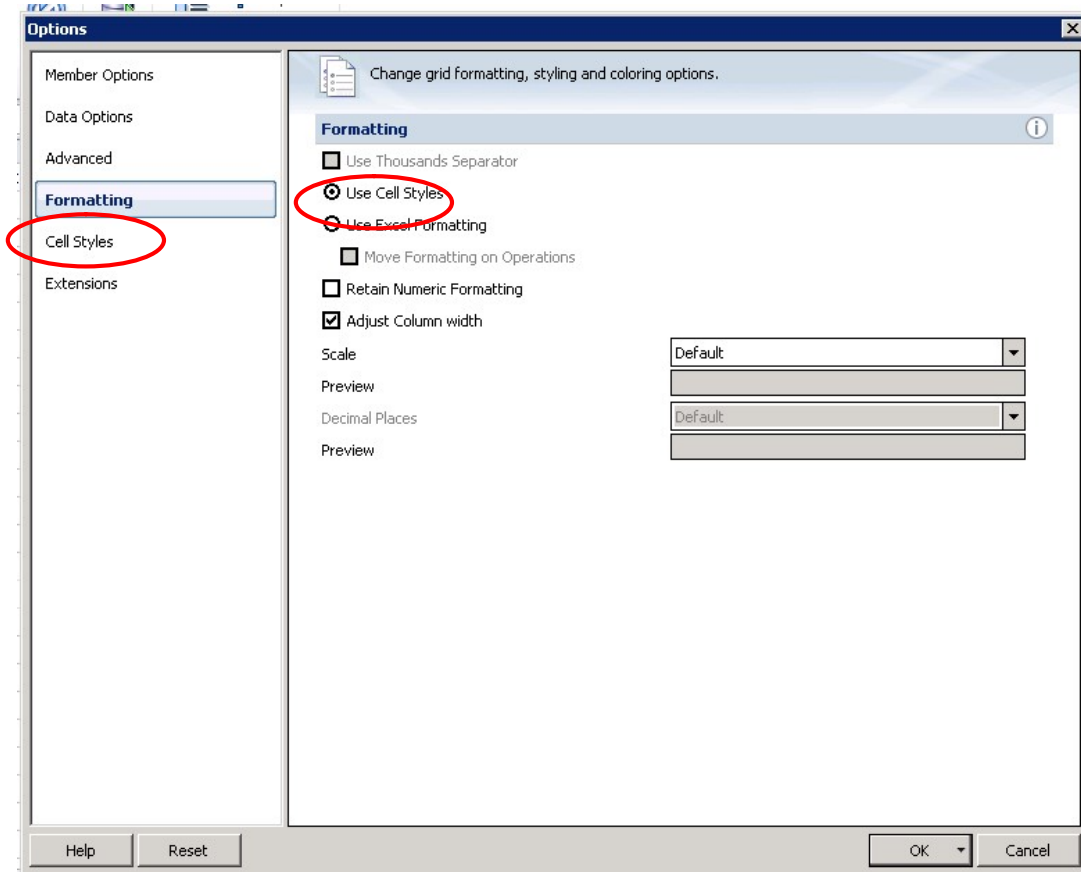 Options
Member Options
Data Options
Advanced
Formatting
Cell Styles
Extensions
Change grid formatting, styling and coloring options.
Formatting
Use Thousands Separator
Use Cell Styles
Use Excel Formatting
Move Formatting on Operations
Retain Numeric Formatting
Adjust Column width
Scale Default
Preview
Decimal Places Default
Preview
Help Reset OK Cancel